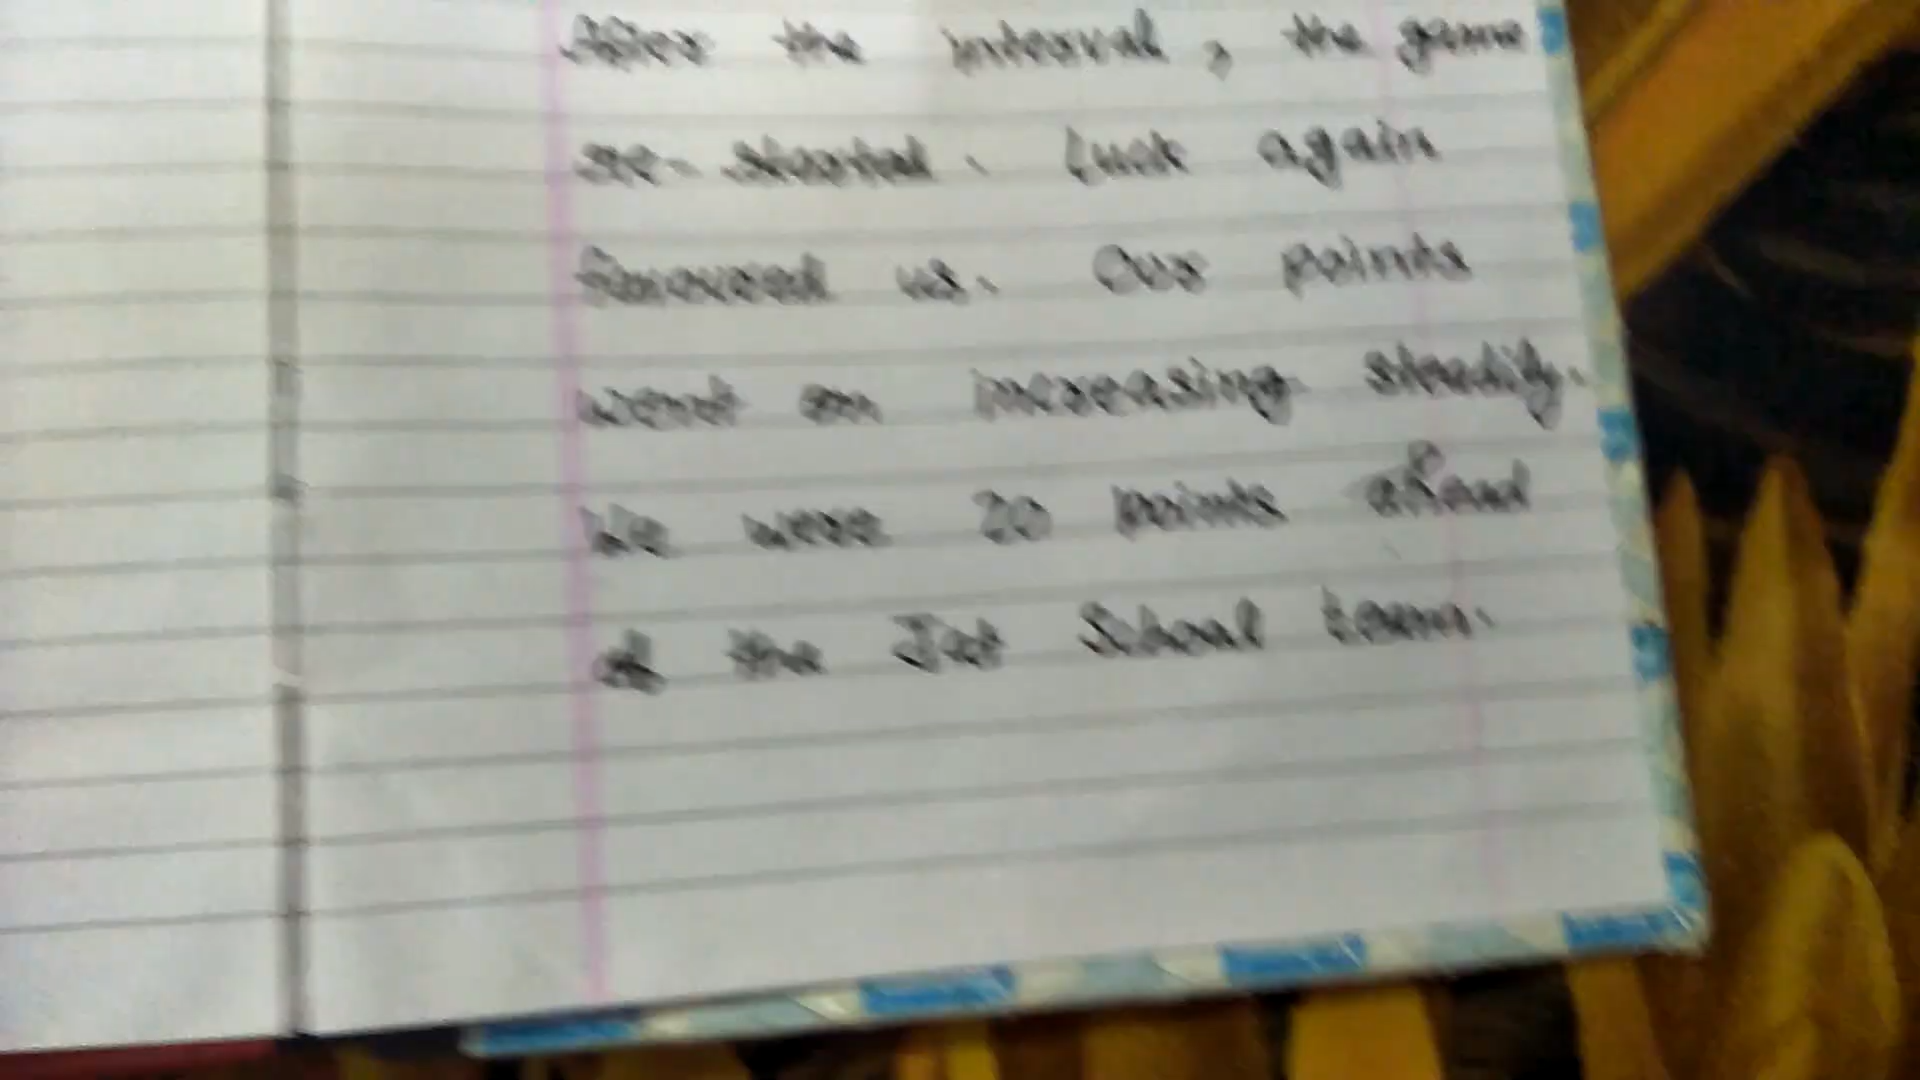 After the interval, the game
re-started. Luck again
favoured us. Our points
went on increasing steadily.
We were 20 points ahead
of the Jet School team.